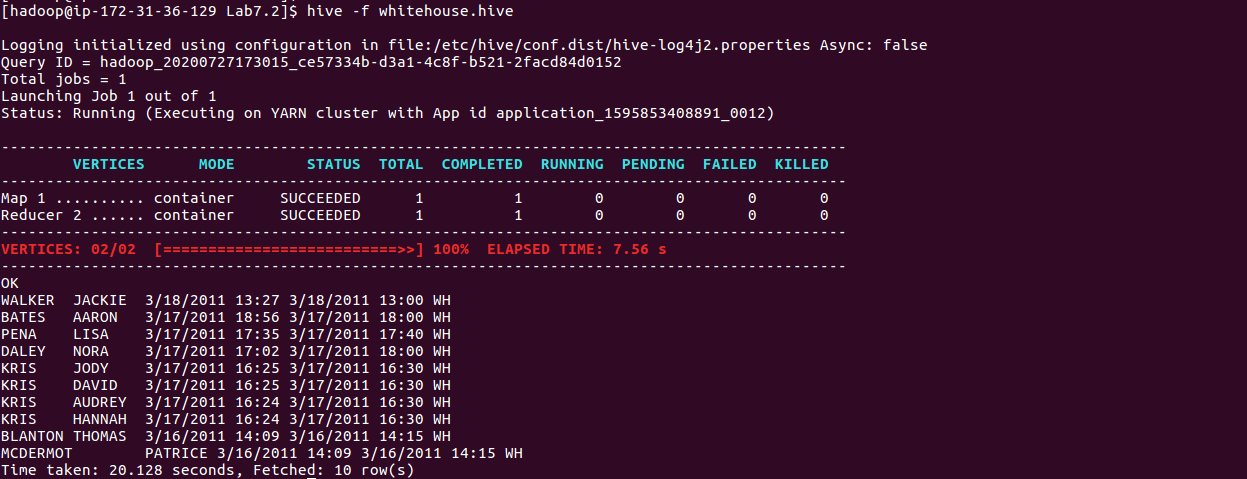 [hadoop@ip-172-31-36-129 Lab7.2]$ hive -f whitehouse.hive
Logging initialized using configuration in file:/etc/hive/conf.dist/hive-log4j2.properties Async: false
Query ID = hadoop_20200727173015_ce57334b-d3a1-4c8f-b521-2facd84d0152
Total jobs = 1
Launching Job 1 out of 1
Status: Running (Executing on YARN cluster with App id application_1595853408891_0012)
----------------------------------------------------------------------------------------------
        VERTICES      MODE        STATUS  TOTAL  COMPLETED  RUNNING  PENDING  FAILED  KILLED
----------------------------------------------------------------------------------------------
Map 1 .......... container     SUCCEEDED      1          1        0        0       0       0
Reducer 2 ...... container     SUCCEEDED      1          1        0        0       0       0
----------------------------------------------------------------------------------------------
VERTICES: 02/02  [==========================>>] 100%  ELAPSED TIME: 7.56 s
----------------------------------------------------------------------------------------------
OK
WALKER  JACKIE  3/18/2011 13:27 3/18/2011 13:00 WH
BATES   AARON   3/17/2011 18:56 3/17/2011 18:00 WH
PENA    LISA    3/17/2011 17:35 3/17/2011 17:40 WH
DALEY   NORA    3/17/2011 17:02 3/17/2011 18:00 WH
KRIS    JODY    3/17/2011 16:25 3/17/2011 16:30 WH
KRIS    DAVID   3/17/2011 16:25 3/17/2011 16:30 WH
KRIS    AUDREY  3/17/2011 16:24 3/17/2011 16:30 WH
KRIS    HANNAH  3/17/2011 16:24 3/17/2011 16:30 WH
BLANTON THOMAS  3/16/2011 14:09 3/16/2011 14:15 WH
MCDERMOT        PATRICE 3/16/2011 14:09 3/16/2011 14:15 WH
Time taken: 20.128 seconds, Fetched: 10 row(s)